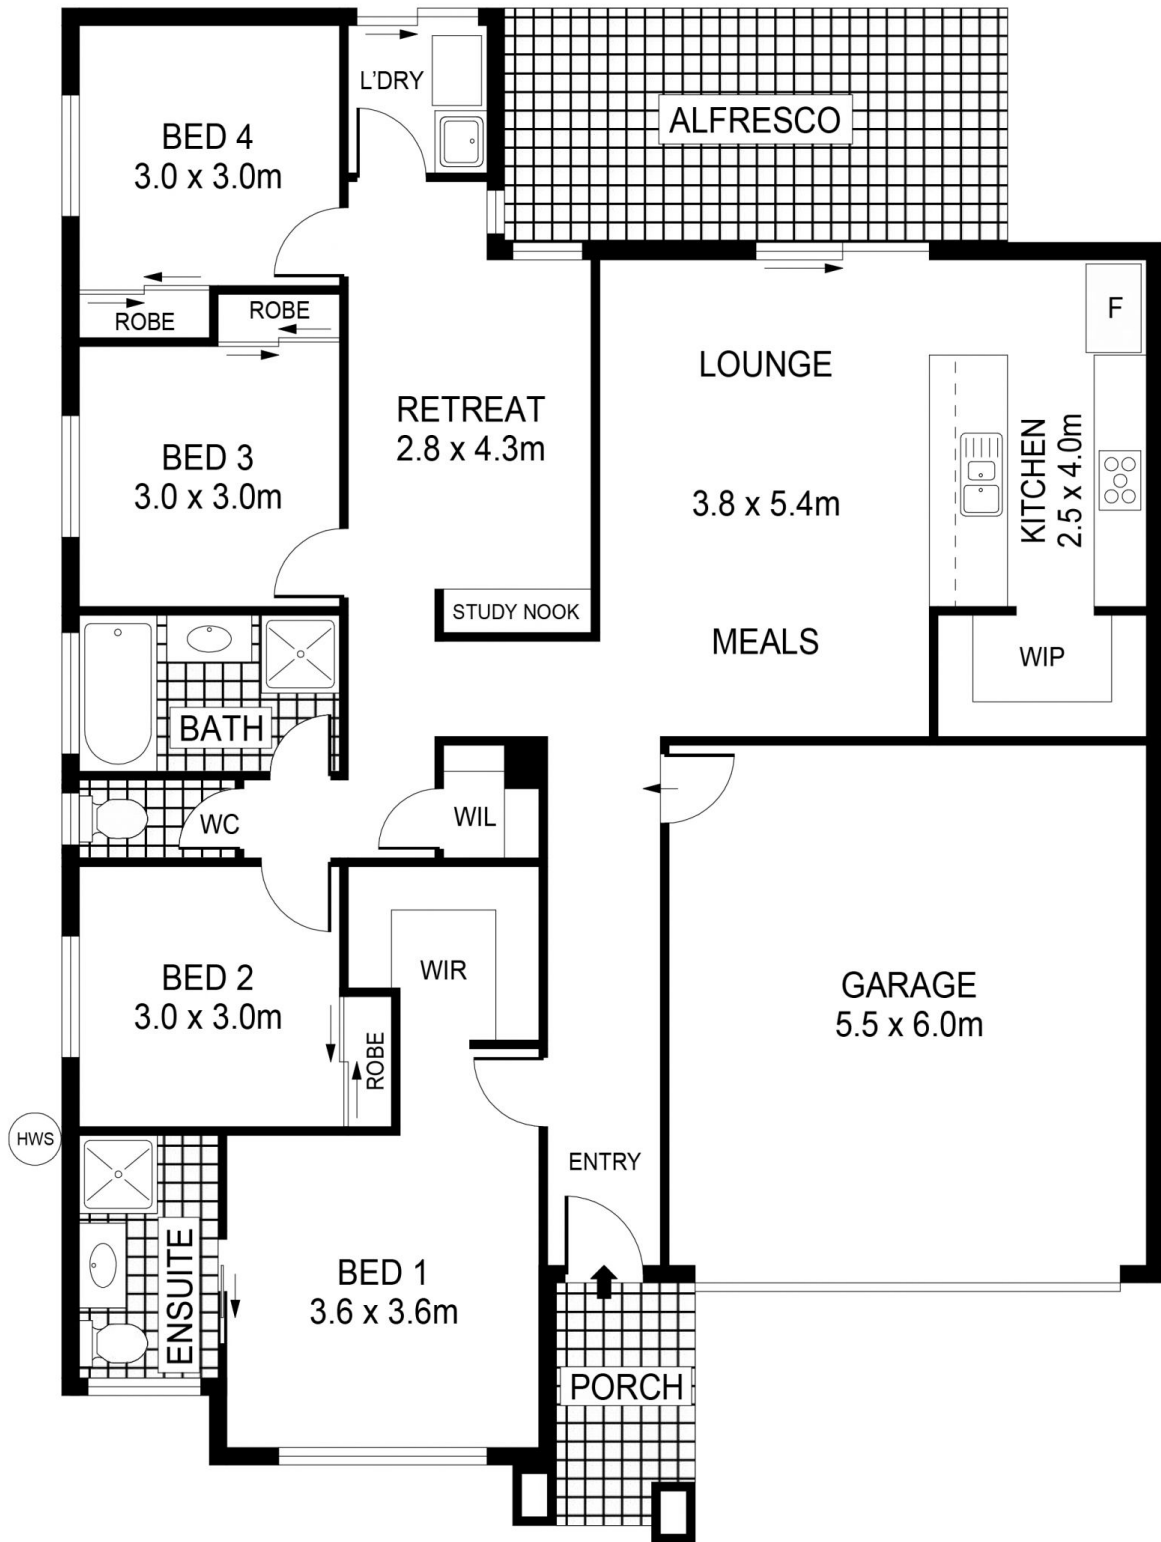 L'DRY
BED 4
3.0 x 3.0m
ALFRESCO
ROBE
ROBE
BED 3
3.0 x 3.0m
RETREAT
2.8 x 4.3m
STUDY NOOK
LOUNGE
3.8 x 5.4m
MEALS
F
KITCHEN
2.5 x 4.0m
WIP
BATH
WC
WIL
BED 2
3.0 x 3.0m
ROBE
WIR
GARAGE
5.5 x 6.0m
HWS
ENTRY
ENSUITE
BED 1
3.6 x 3.6m
PORCH